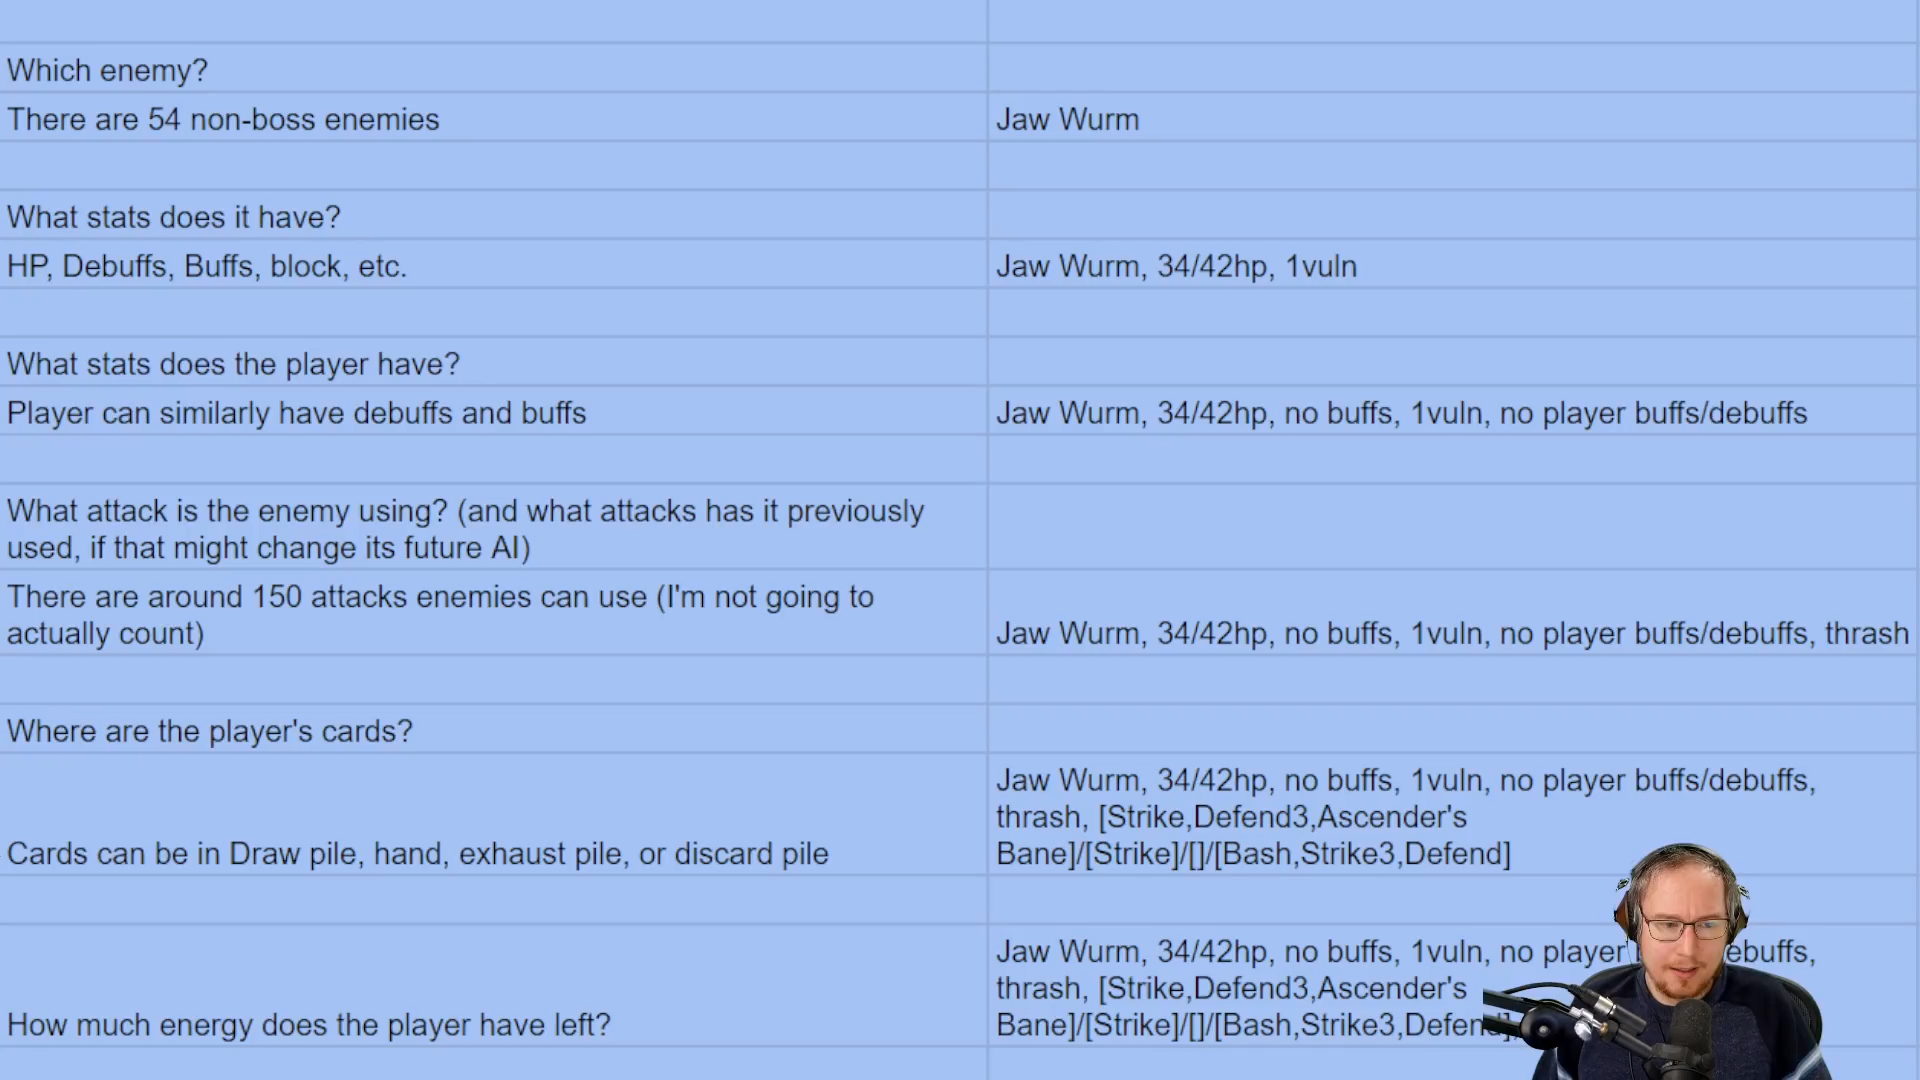 Which enemy?
There are 54 non-boss enemies
Jaw Wurm
What stats does it have?
HP, Debuffs, Buffs, block, etc.
Jaw Wurm, 34/42hp, 1vuln
What stats does the player have?
Player can similarly have debuffs and buffs
Jaw Wurm, 34/42hp, no buffs, 1vuln, no player buffs/debuffs
What attack is the enemy using? (and what attacks has it previously
used, if that might change its future AI)
There are around 150 attacks enemies can use (I'm not going to
actually count)
Jaw Wurm, 34/42hp, no buffs, 1vuln, no player buffs/debuffs, thrash
Where are the player's cards?
Cards can be in Draw pile, hand, exhaust pile, or discard pile
Jaw Wurm, 34/42hp, no buffs, 1vuln, no player buffs/debuffs,
thrash, [Strike,Defend3,Ascender's
Bane]/[Strike]/[]/[Bash,Strike3,Defend]
How much energy does the player have left?
Jaw Wurm, 34/42hp, no buffs, 1vuln, no player ebuffs,
thrash, [Strike,Defend3,Ascender's
Bane]/[Strike]/[]/[Bash,Strike3,Defend